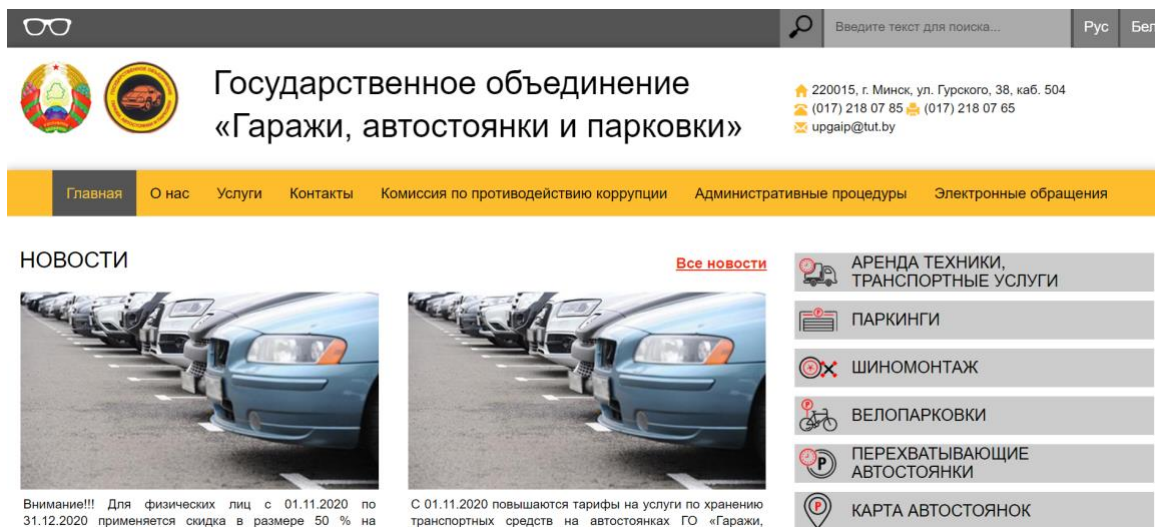 Введите текст для поиска...
Рус
Бел
Государственное объединение
«Гаражи, автостоянки и парковки»
220015, г. Минск, ул. Гурского, 38, каб. 504
(017) 218 07 85 (017) 218 07 65
upgaip@tut.by
Главная О нас Услуги Контакты Комиссия по противодействию коррупции Административные процедуры Электронные обращения
НОВОСТИ
Все новости
Внимание!!! Для физических лиц с 01.11.2020 по
31.12.2020 применяется скидка в размере 50 % на
С 01.11.2020 повышаются тарифы на услуги по хранению
транспортных средств на автостоянках ГО «Гаражи,
АРЕНДА ТЕХНИКИ,
ТРАНСПОРТНЫЕ УСЛУГИ
ПАРКИНГИ
ШИНОМОНТАЖ
ВЕЛОПАРКОВКИ
ПЕРЕХВАТЫВАЮЩИЕ
АВТОСТОЯНКИ
КАРТА АВТОСТОЯНОК